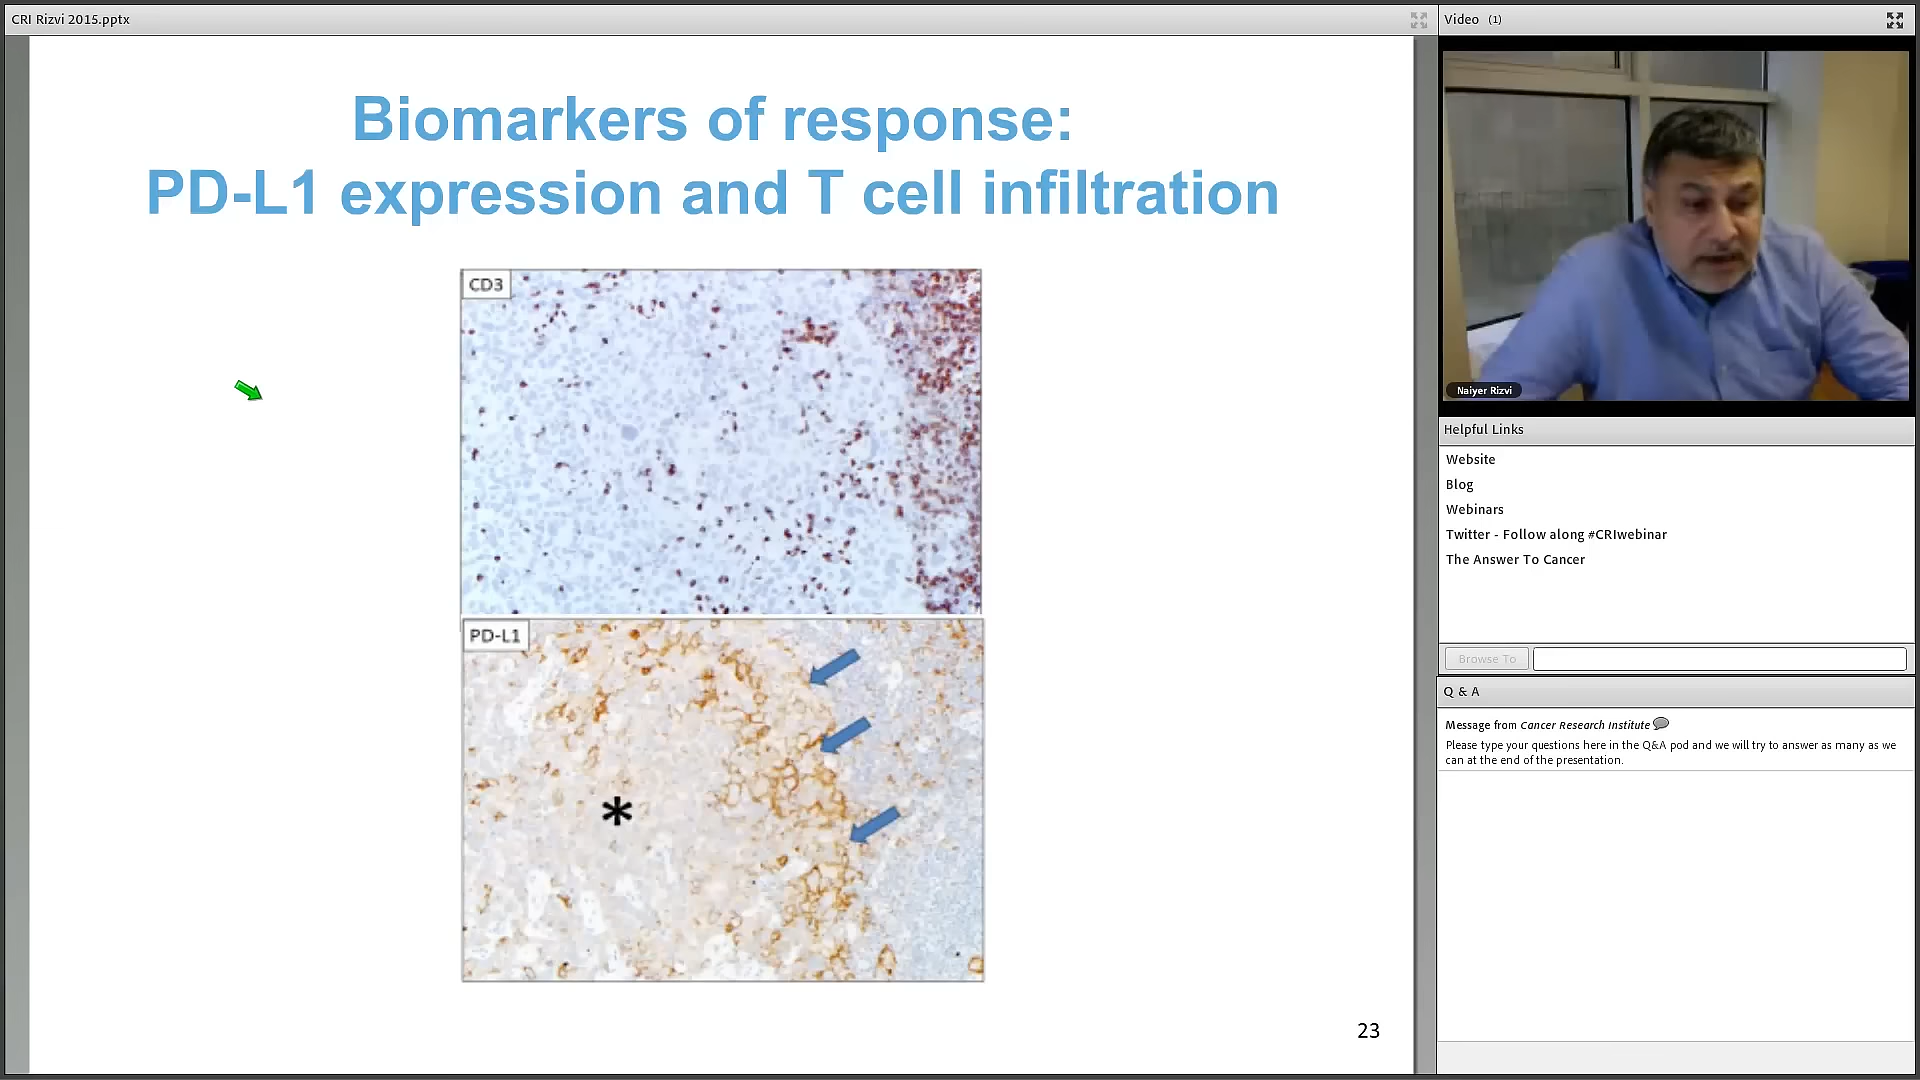 CRI Rizvi 2015.pptx
Biomarkers of response:
PD-L1 expression and T cell infiltration
CD3
PD-L1
*
23
Video (1)
Naiyer Rizvi
Helpful Links
Website
Blog
Webinars
Twitter - Follow along #CRIwebinar
The Answer To Cancer
Browse To
Q & A
Message from Cancer Research Institute
Please type your questions here in the Q&A pod and we will try to answer as many as we
can at the end of the presentation.